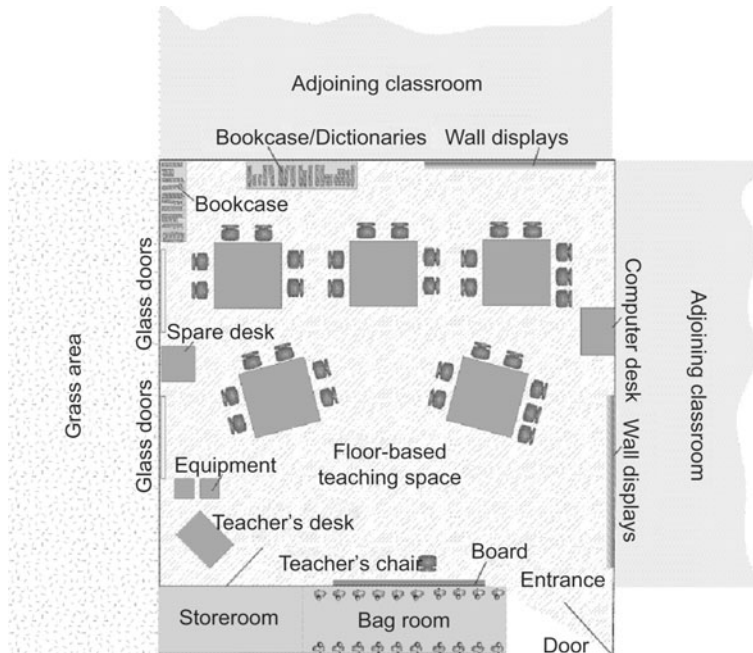 Adjoining classroom
Bookcase/Dictionaries
Wall displays
Bookcase
Glass doors
Computer desk
Adjoining classroom
Grass area
Spare desk
Glass doors
Floor-based
teaching space
Wall displays
Equipment
Teacher's desk
Teacher's chair
Board
Entrance
Storeroom
Bag room
Door